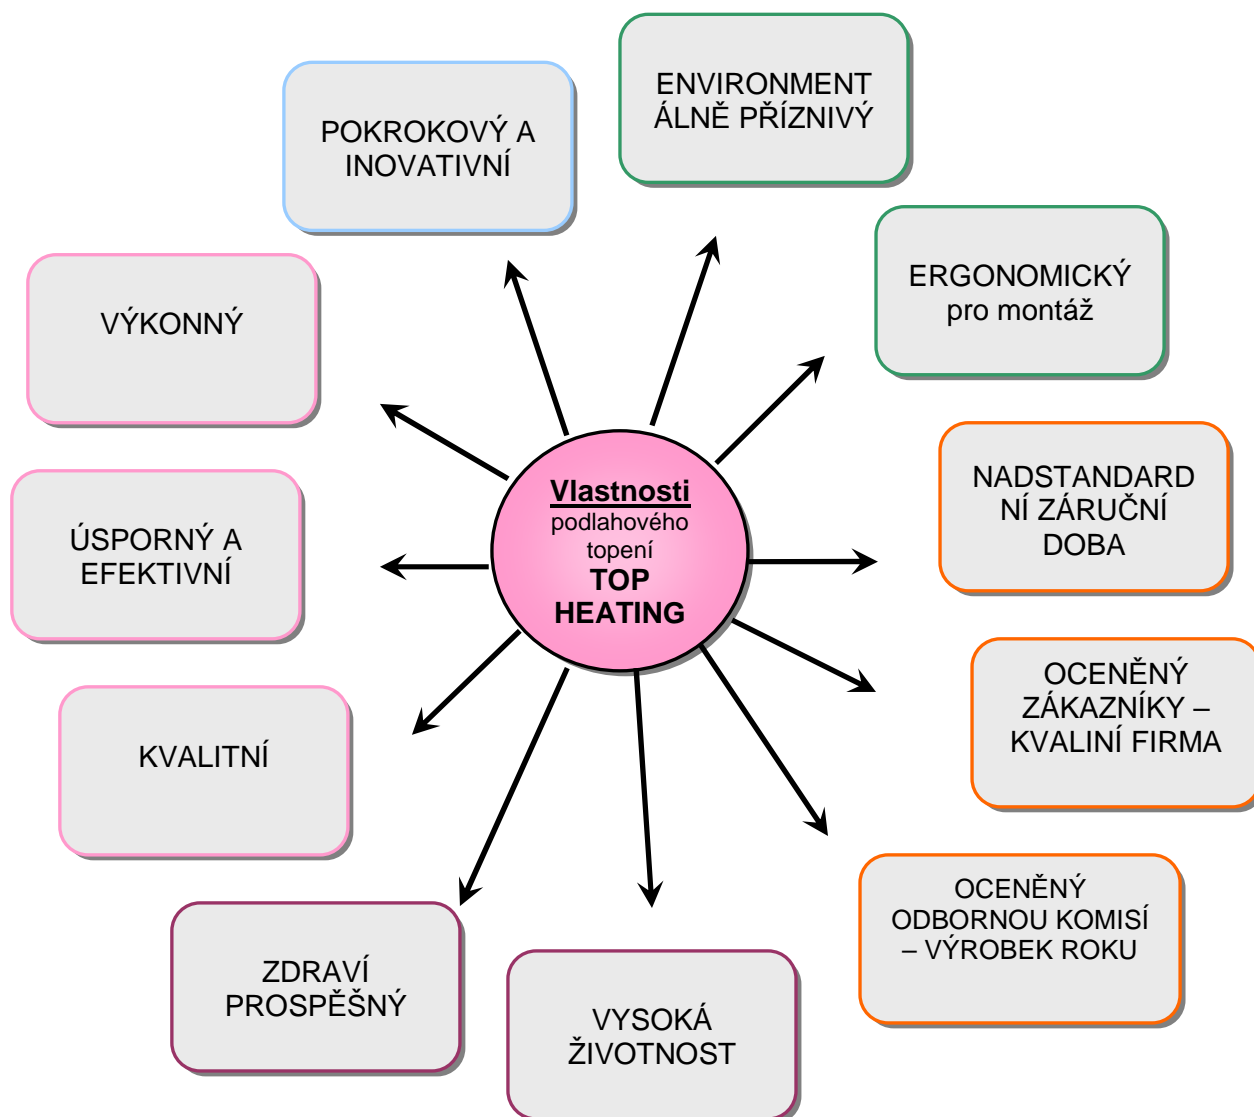 ENVIRONMENT
ÁLNĚ PŘÍZNIVÝ
POKROKOVÝ A
INOVATIVNÍ
ERGONOMICKÝ
pro montáž
VÝKONNÝ
NADSTANDARD
NÍ ZÁRUČNÍ
DOBA
Vlastnosti
podlahového
topení
TOP
HEATING
ÚSPORNÝ A
EFEKTIVNÍ
OCENĚNÝ
ZÁKAZNÍKY –
KVALINÍ FIRMA
KVALITNÍ
OCENĚNÝ
ODBORNOU KOMISÍ
– VÝROBEK ROKU
ZDRAVÍ
PROSPĚŠNÝ
VYSOKÁ
ŽIVOTNOST